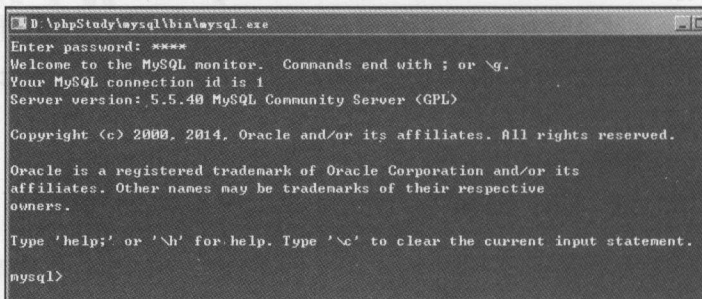 D:\phpStudy\mysql\bin\mysql.exe
Enter password: ****
Welcome to the MySQL monitor.  Commands end with ; or \g.
Your MySQL connection id is 1
Server version: 5.5.40 MySQL Community Server (GPL)
Copyright (c) 2000, 2014, Oracle and/or its affiliates. All rights reserved.
Oracle is a registered trademark of Oracle Corporation and/or its
affiliates. Other names may be trademarks of their respective
owners.
Type 'help;' or '\h' for help. Type '\c' to clear the current input statement.
mysql>